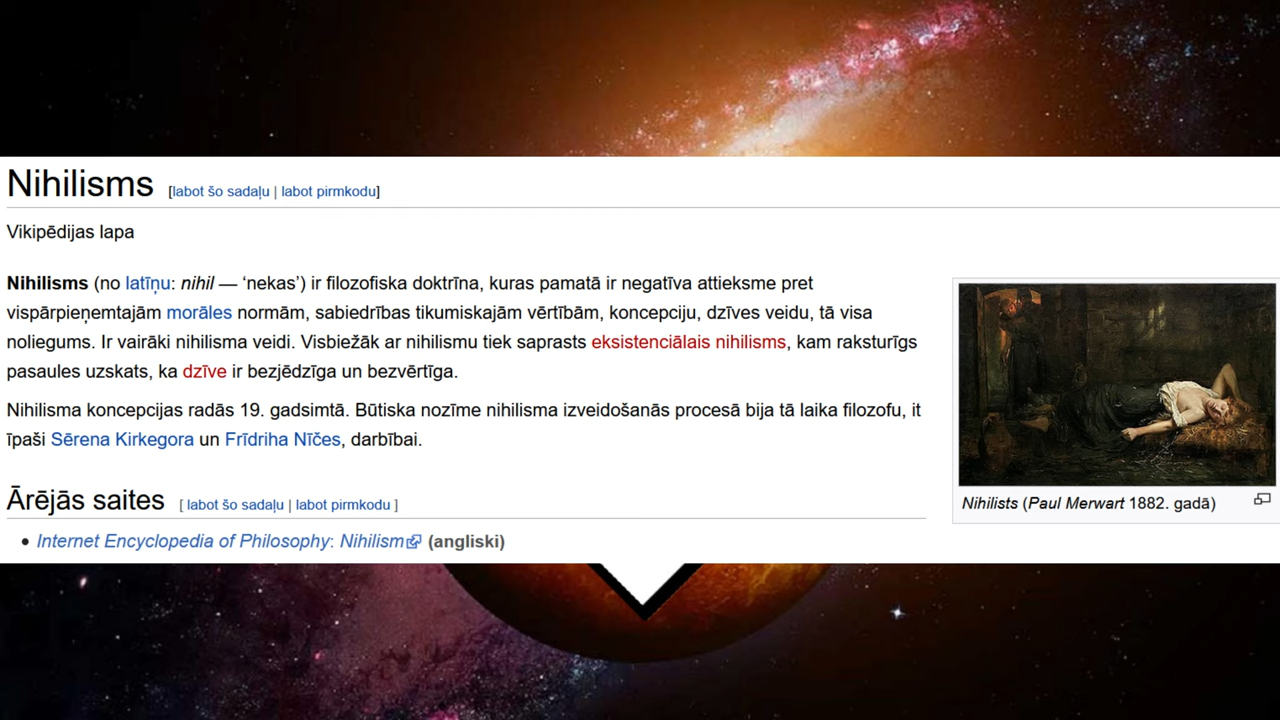 Nihilisms [labot šo sadaļu | labot pirmkodu]
Vikipēdijas lapa
Nihilisms (no latīņu: nihil — ‘nekas’) ir filozofiska doktrīna, kuras pamatā ir negatīva attieksme pret
vispārpieņemtajām morāles normām, sabiedrības tikumiskajām vērtībām, koncepciju, dzīves veidu, tā visa
noliegums. Ir vairāki nihilisma veidi. Visbiežāk ar nihilismu tiek saprasts eksistenciālais nihilisms, kam raksturīgs
pasaules uzskats, ka dzīve ir bezjēdzīga un bezvērtīga.
Nihilisma koncepcijas radās 19. gadsimtā. Būtiska nozīme nihilisma izveidošanās procesā bija tā laika filozofu, it
īpaši Sērena Kirkegora un Frīdriha Nīčes, darbībai.
Nihilists (Paul Merwart 1882. gadā)
Ārējās saites [ labot šo sadaļu | labot pirmkodu ]
• Internet Encyclopedia of Philosophy: Nihilism (angliski)